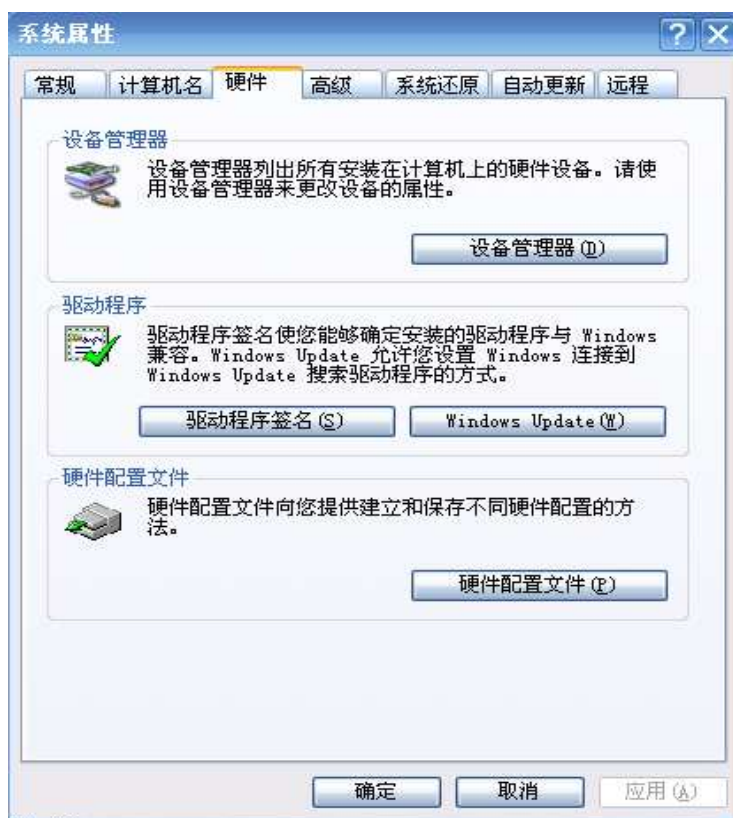 系统属性
常规 计算机名 硬件 高级 系统还原 自动更新 远程
设备管理器
设备管理器列出所有安装在计算机上的硬件设备。请使
用设备管理器来更改设备的属性。
设备管理器(D)
驱动程序
驱动程序签名使您能够确定安装的驱动程序与 Windows
兼容。Windows Update 允许您设置 Windows 连接到
Windows Update 搜索驱动程序的方式。
驱动程序签名(S) Windows Update(W)
硬件配置文件
硬件配置文件向您提供建立和保存不同硬件配置的方
法。
硬件配置文件(P)
确定 取消 应用(A)